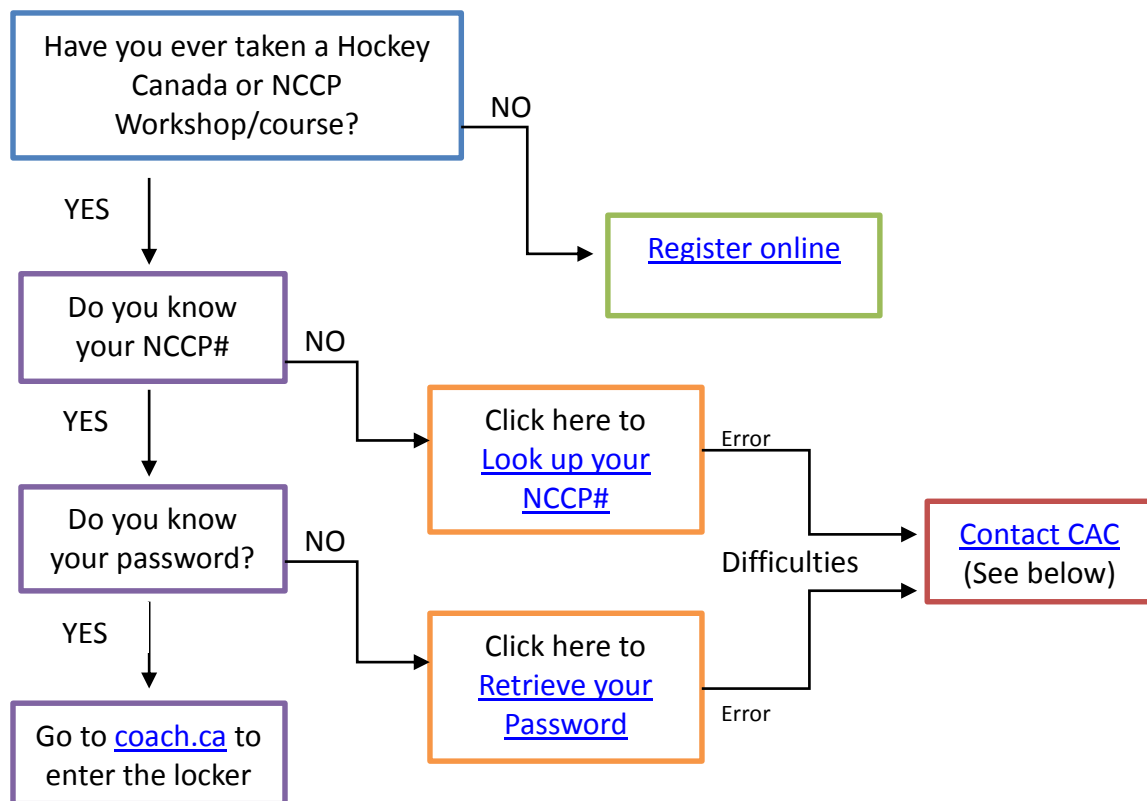 Have you ever taken a Hockey
Canada or NCCP
Workshop/course?
NO
YES
Register online
Do you know
your NCCP#
NO
YES
Click here to
Look up your
NCCP#
Error
Do you know
your password?
NO
Difficulties
Contact CAC
(See below)
YES
Click here to
Retrieve your
Password
Error
Go to coach.ca to
enter the locker